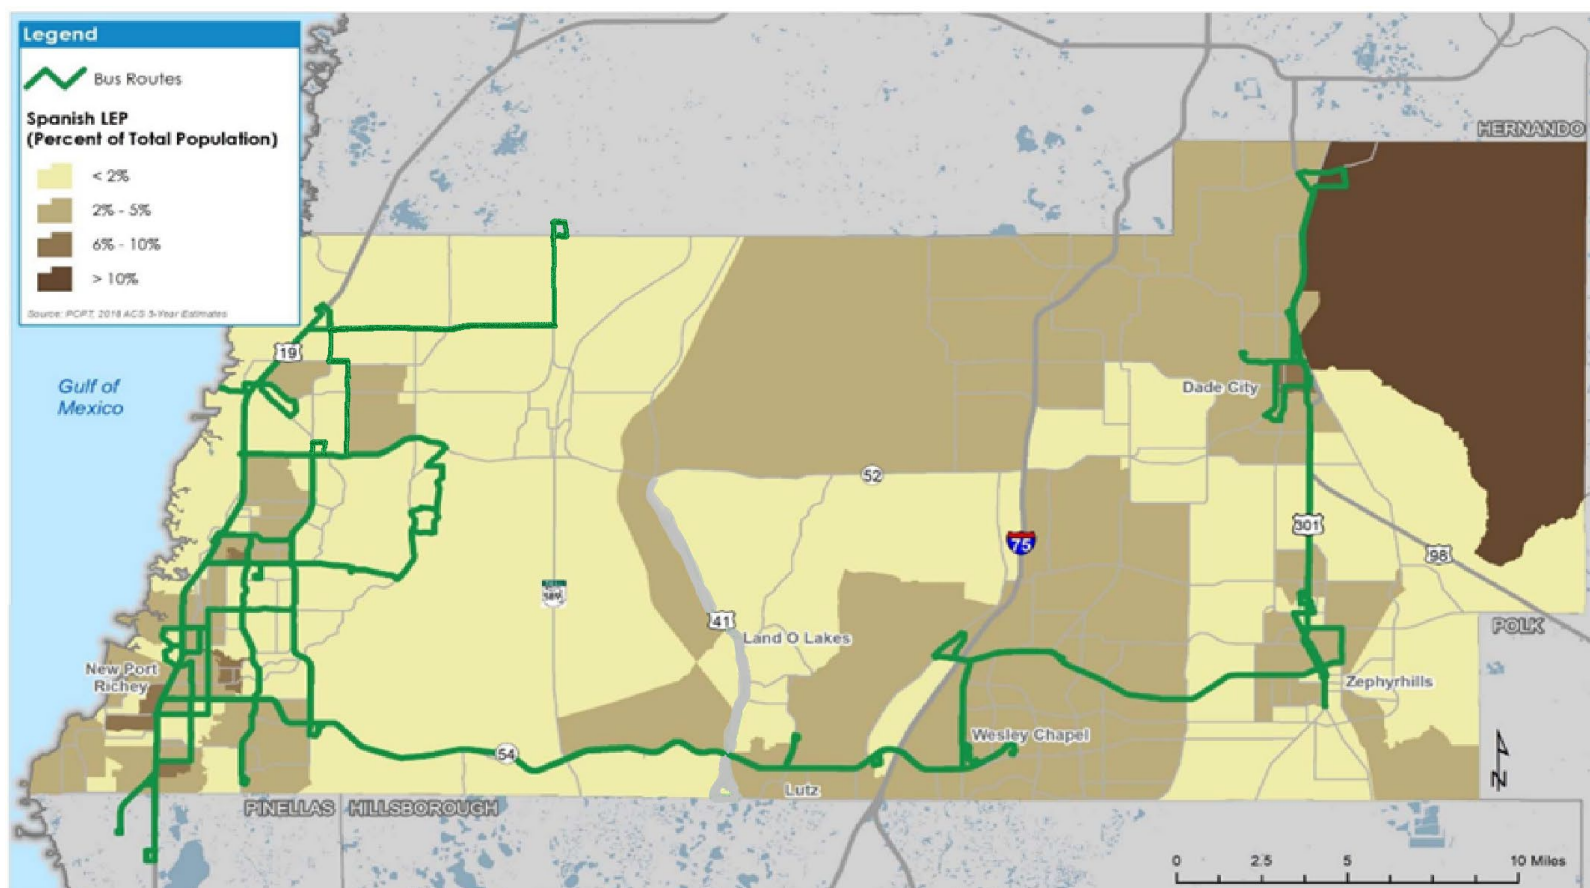 Legend
Bus Routes
Spanish LEP
(Percent of Total Population)
< 2%
2% - 5%
6% - 10%
> 10%
Source: PCPT, 2018 ACS 5-Year Estimates
HERNANDO
19
Gulf of
Mexico
Dade City
52
301
75
98
589
41
Land O Lakes
POLK
New Port
Richey
Zephyrhills
Wesley Chapel
54
Lutz
PINELLAS HILLSBOROUGH
N
0 2.5 5 10 Miles